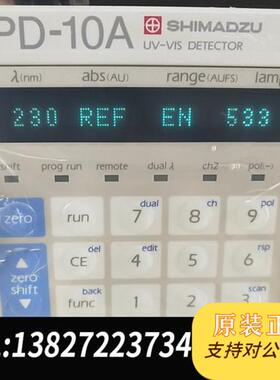 PD-10A SHIMADZU
UV-VIS DETECTOR
λ(nm) abs(AU) range(AUFS) lamp
230 REF EN 533
shift prog run remote dual λ ch2 pol(-)
dual ch2 pol
zero run 7 8 9
del edit rsf
CE 4 5 6
zero shift
back scan
func 1 2 3
原装正
支持对公
:13827223734